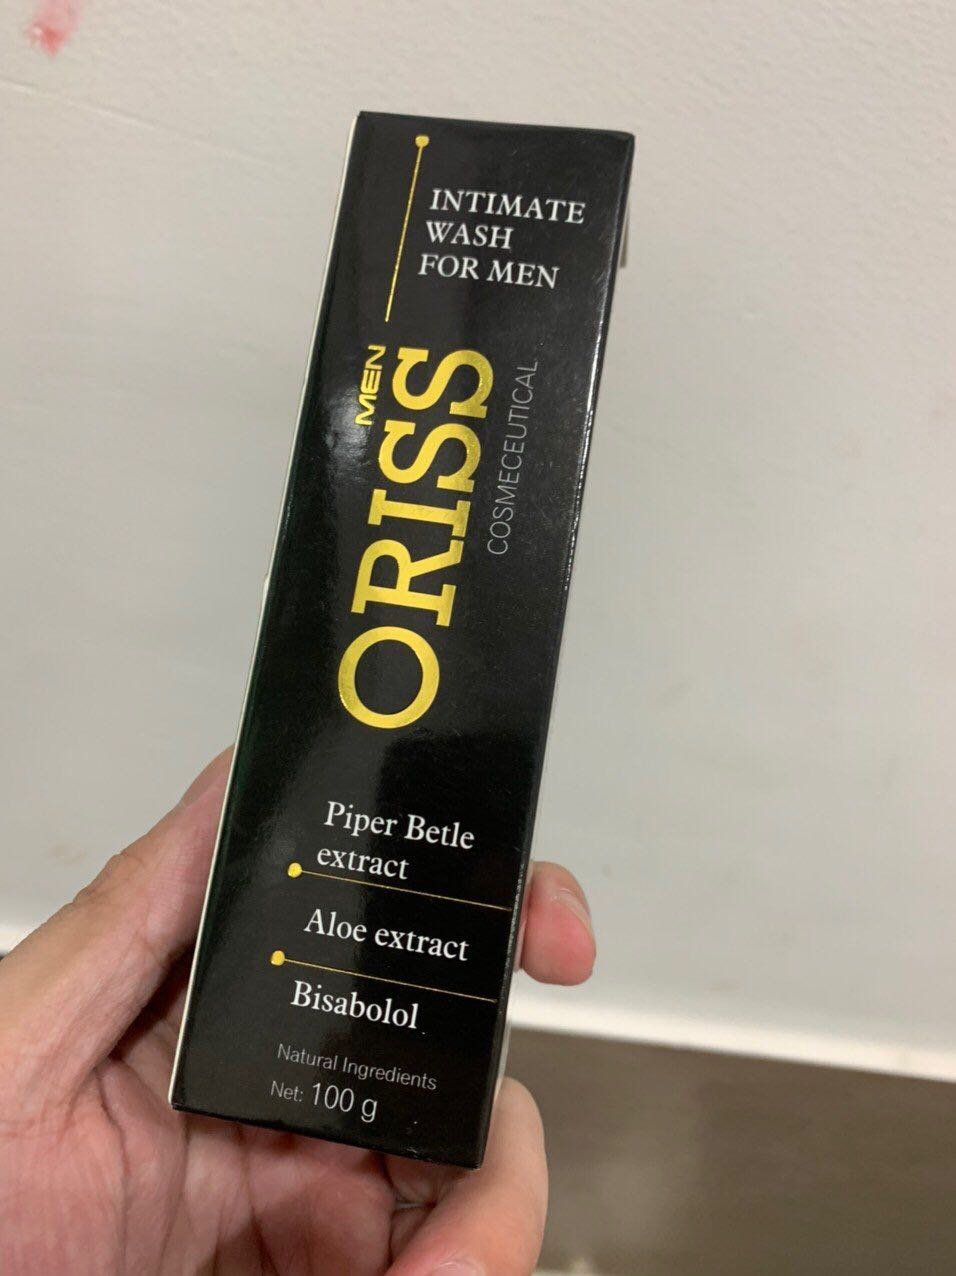 INTIMATE
WASH
FOR MEN
MEN
ORISS
COSMECEUTICAL
Piper Betle
extract
Aloe extract
Bisabolol
Natural Ingredients
Net: 100 g